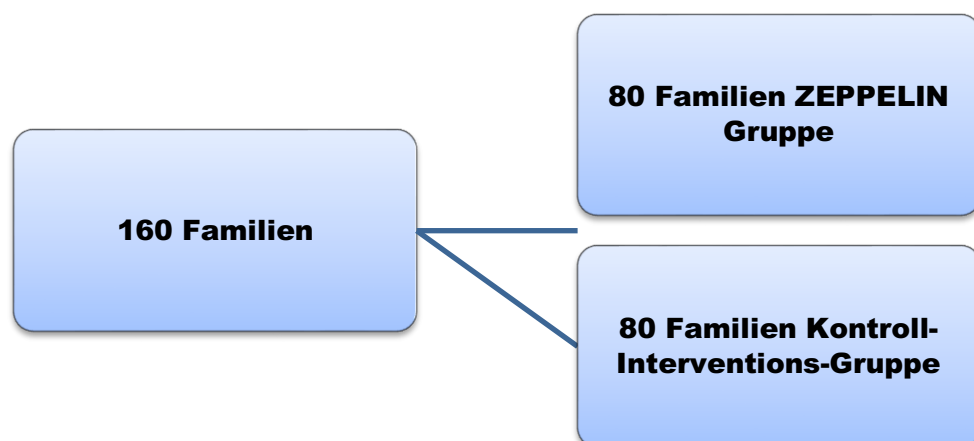 160 Familien
80 Familien ZEPPELIN
Gruppe
80 Familien Kontroll-
Interventions-Gruppe